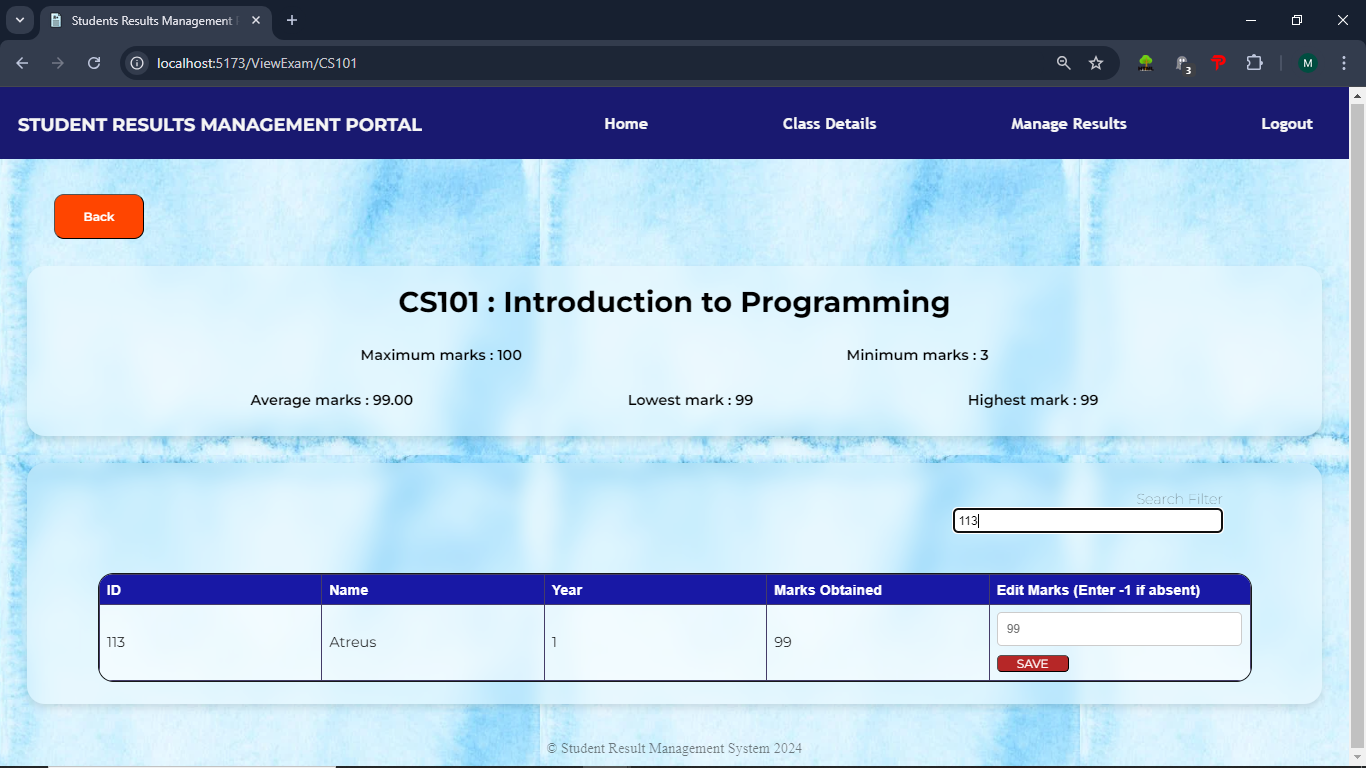 Students Results Management
localhost:5173/ViewExam/CS101
3
M
STUDENT RESULTS MANAGEMENT PORTAL Home Class Details Manage Results Logout
Back
CS101 : Introduction to Programming
Maximum marks : 100 Minimum marks : 3
Average marks : 99.00 Lowest mark : 99 Highest mark : 99
Search Filter
113
ID Name Year Marks Obtained Edit Marks (Enter -1 if absent)
99
113 Atreus 1 99
SAVE
© Student Result Management System 2024